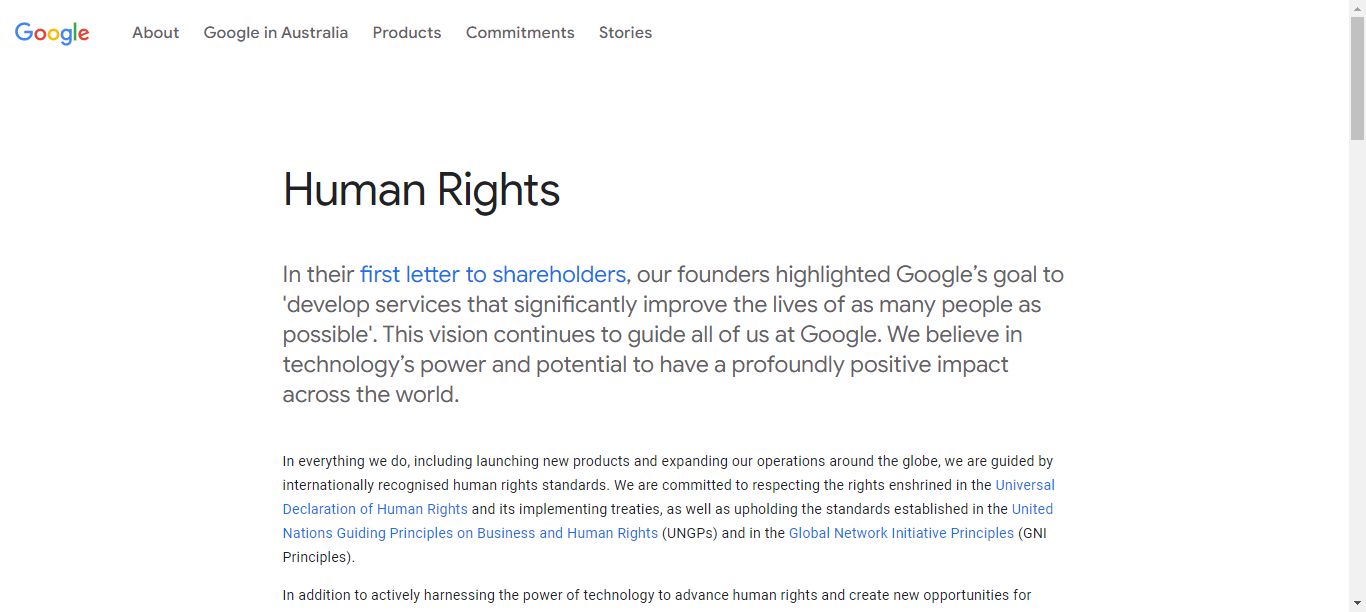 Google About Google in Australia Products Commitments Stories
Human Rights
In their first letter to shareholders, our founders highlighted Google’s goal to
'develop services that significantly improve the lives of as many people as
possible'. This vision continues to guide all of us at Google. We believe in
technology’s power and potential to have a profoundly positive impact
across the world.
In everything we do, including launching new products and expanding our operations around the globe, we are guided by
internationally recognised human rights standards. We are committed to respecting the rights enshrined in the Universal
Declaration of Human Rights and its implementing treaties, as well as upholding the standards established in the United
Nations Guiding Principles on Business and Human Rights (UNGPs) and in the Global Network Initiative Principles (GNI
Principles).
In addition to actively harnessing the power of technology to advance human rights and create new opportunities for